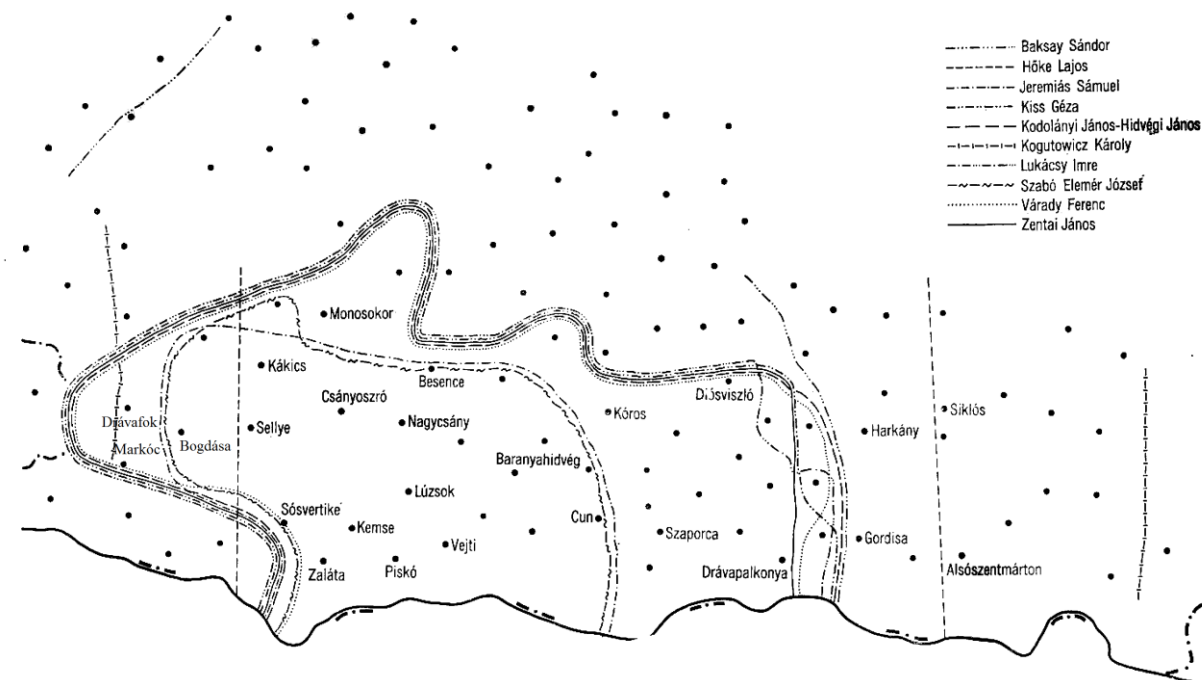 Baksay Sándor
Hőke Lajos
Jeremiás Sámuel
Kiss Géza
Kodolányi János-Hidvégi János
Kogutowicz Károly
Lukácsy Imre
Szabó Elemér József
Várady Ferenc
Zentai János
Monosokor
Kákics
Besence
Csányoszró
Diósviszló
Drávafok
Kóros
Siklós
Nagycsány
Sellye
Harkány
Markóc
Bogdása
Baranyahidvég
Lúzsok
Sósvertike
Cun
Kemse
Szaporca
Gordisa
Vejti
Zaláta
Piskó
Drávapalkonya
Alsószentmárton